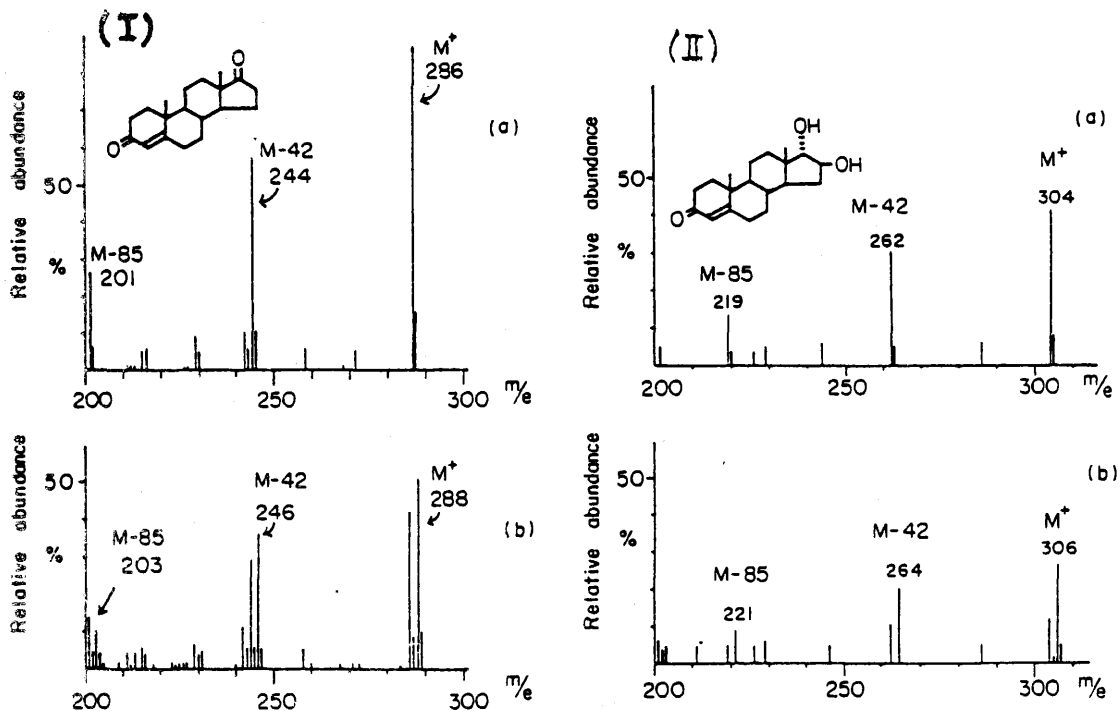 (I)
O
O
M+
286
(a)
M-42
244
50
M-85
201
%
Relative abundance
200
250
300
m/e
50
M-42
246
M+
288
(b)
M-85
203
%
Relative abundance
200
250
300
m/e
(II)
(a)
OH
OH
O
M+
304
50
M-42
262
M-85
219
%
Relative abundance
200
250
300
m/e
50
(b)
M+
306
M-42
264
M-85
221
%
Relative abundance
200
250
300
m/e